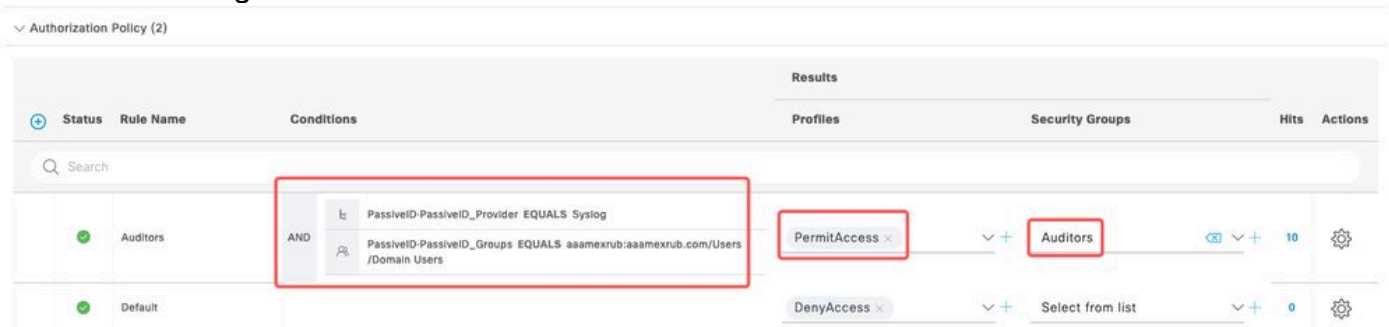 Authorization Policy (2)
Results
Status Rule Name Conditions Profiles Security Groups Hits Actions
Search
PassiveID·PassiveID_Provider EQUALS Syslog
Auditors AND PermitAccess × Auditors 10
PassiveID·PassiveID_Groups EQUALS aaamexrub:aaamexrub.com/Users
/Domain Users
Default DenyAccess × Select from list 0